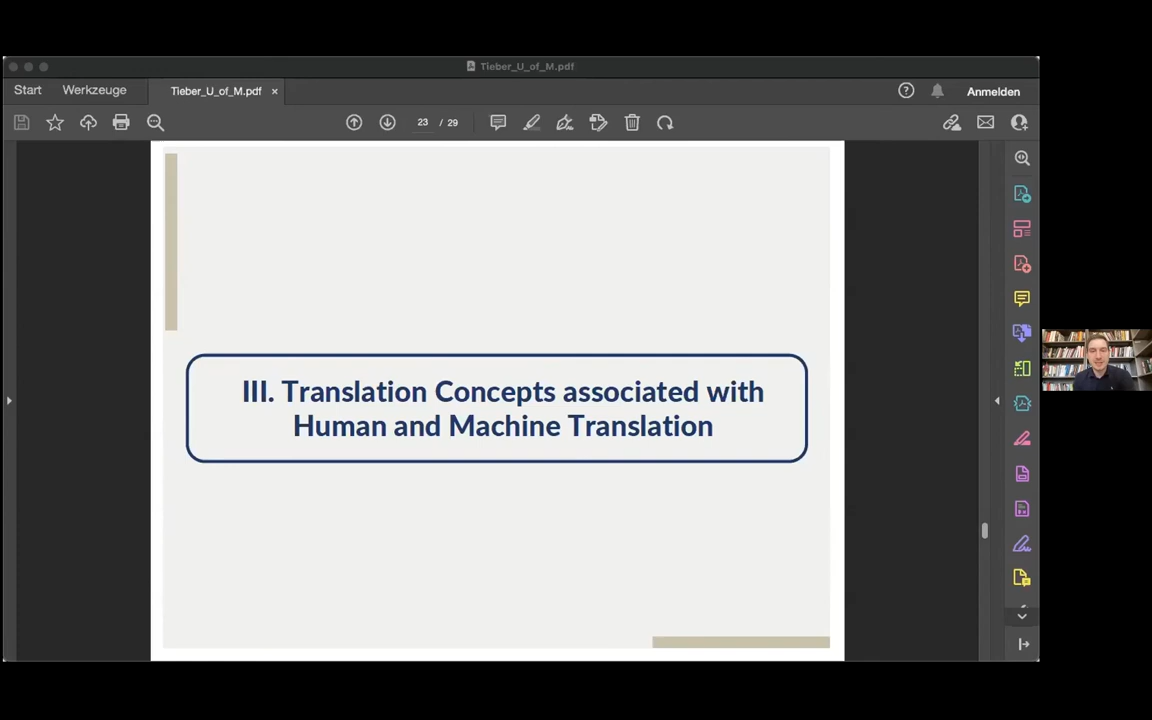 Tieber_U_of_M.pdf
Start
Werkzeuge
Tieber_U_of_M.pdf ×
Anmelden
23 / 29
III. Translation Concepts associated with
Human and Machine Translation